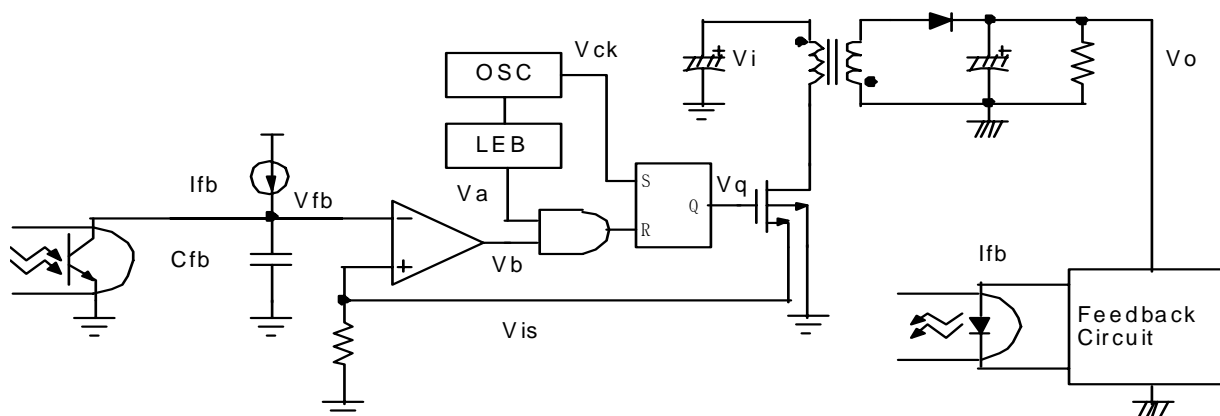 Vck
OSC
Vi
Vo
LEB
Ifb
Vfb
Va
S
Q
R
Vq
−
+
Cfb
Vb
Vis
Ifb
Feedback
Circuit